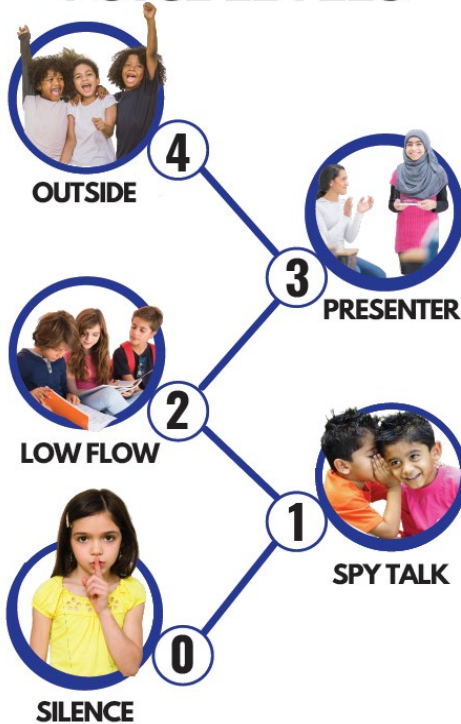 4
OUTSIDE
3
PRESENTER
2
LOW FLOW
1
SPY TALK
0
SILENCE